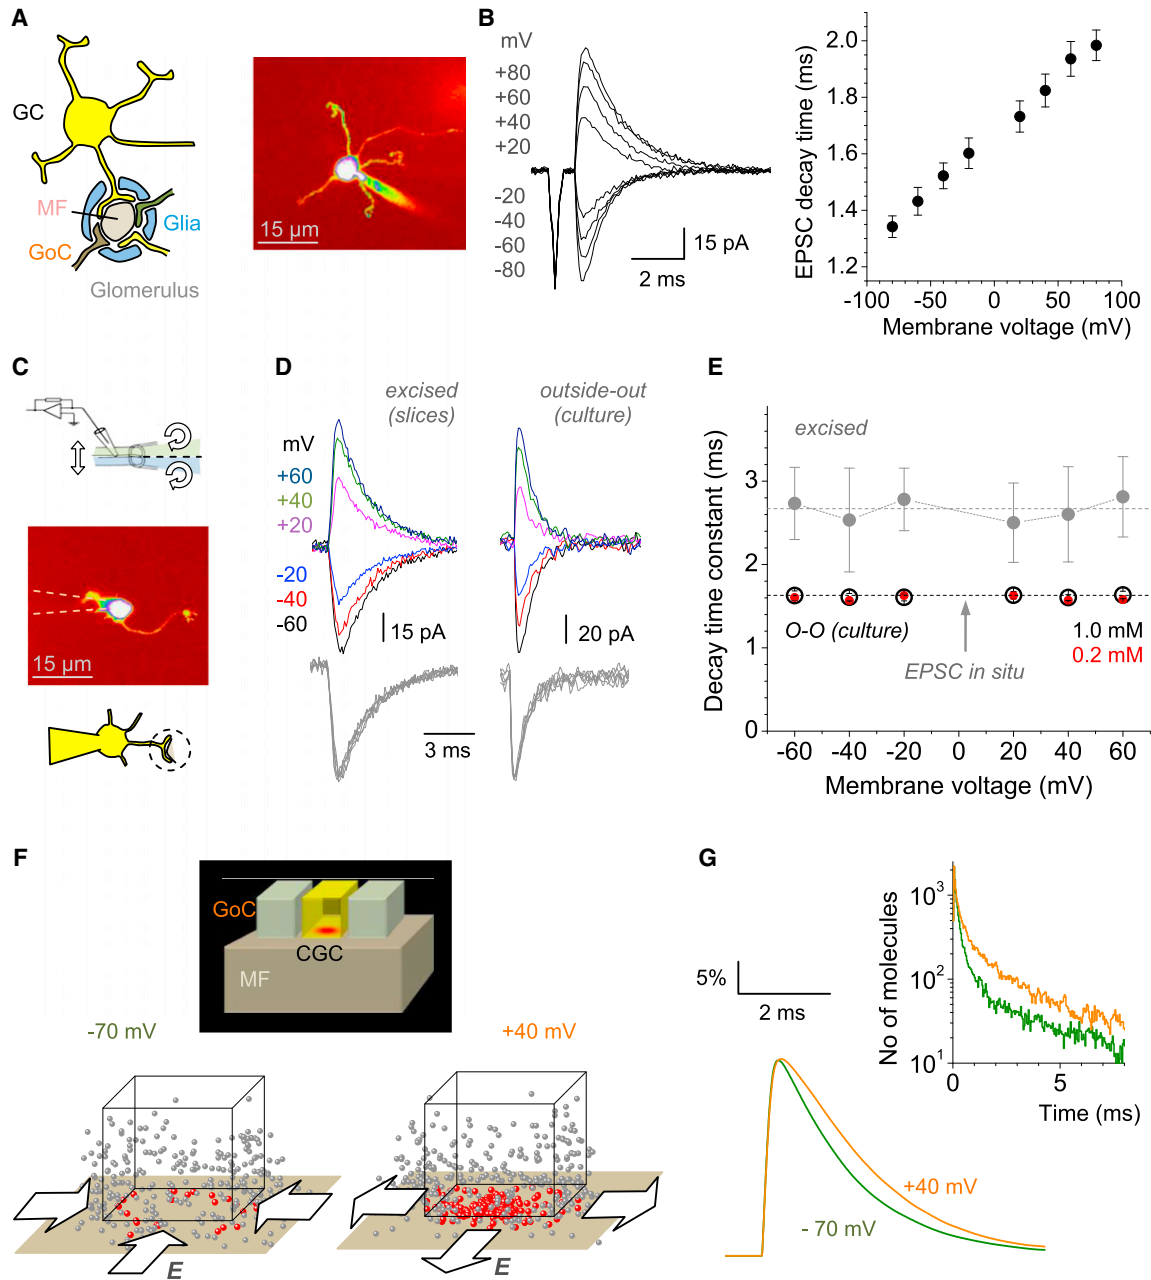 A
GC
MF
Glia
GoC
Glomerulus
15 µm
B
mV
+80
+60
+40
+20
-20
-40
-60
-80
15 pA
2 ms
EPSC decay time (ms)
2.0
1.8
1.6
1.4
1.2
-100 -50 0 50 100
Membrane voltage (mV)
C
15 µm
D
excised
(slices)
outside-out
(culture)
mV
+60
+40
+20
-20
-40
-60
15 pA
20 pA
3 ms
E
Decay time constant (ms)
3
2
1
0
excised
O-O (culture)
1.0 mM
0.2 mM
EPSC in situ
-60 -40 -20 0 20 40 60
Membrane voltage (mV)
F
GoC
CGC
MF
-70 mV
+40 mV
E
E
G
5%
2 ms
No of molecules
10³
10²
10¹
0 5
Time (ms)
+40 mV
- 70 mV